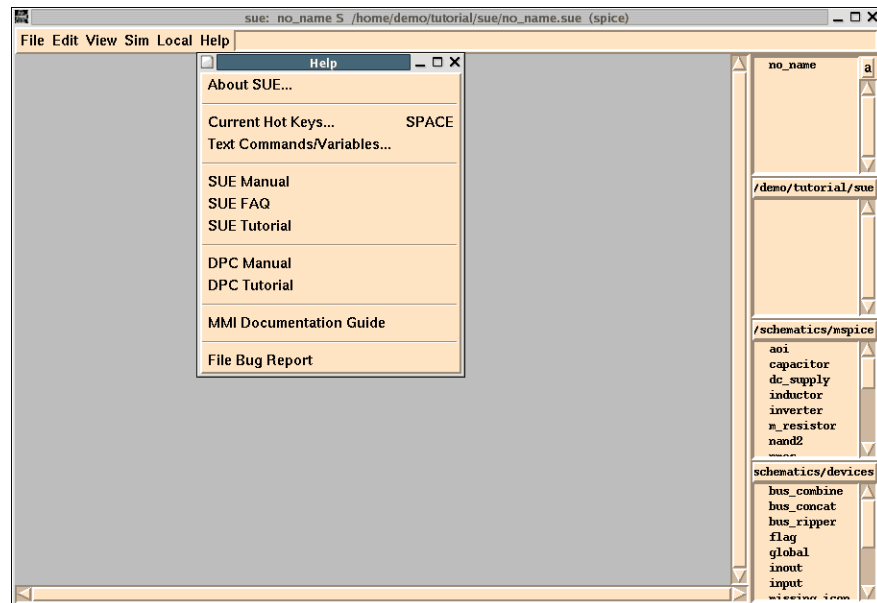 sue: no_name S /home/demo/tutorial/sue/no_name.sue (spice)
File Edit View Sim Local Help
Help
About SUE...
Current Hot Keys... SPACE
Text Commands/Variables...
SUE Manual
SUE FAQ
SUE Tutorial
DPC Manual
DPC Tutorial
MMI Documentation Guide
File Bug Report
no_name
a
/demo/tutorial/sue
/schematics/mspice
aoi
capacitor
dc_supply
inductor
inverter
m_resistor
nand2
schematics/devices
bus_combine
bus_concat
bus_ripper
flag
global
inout
input
missing_icon